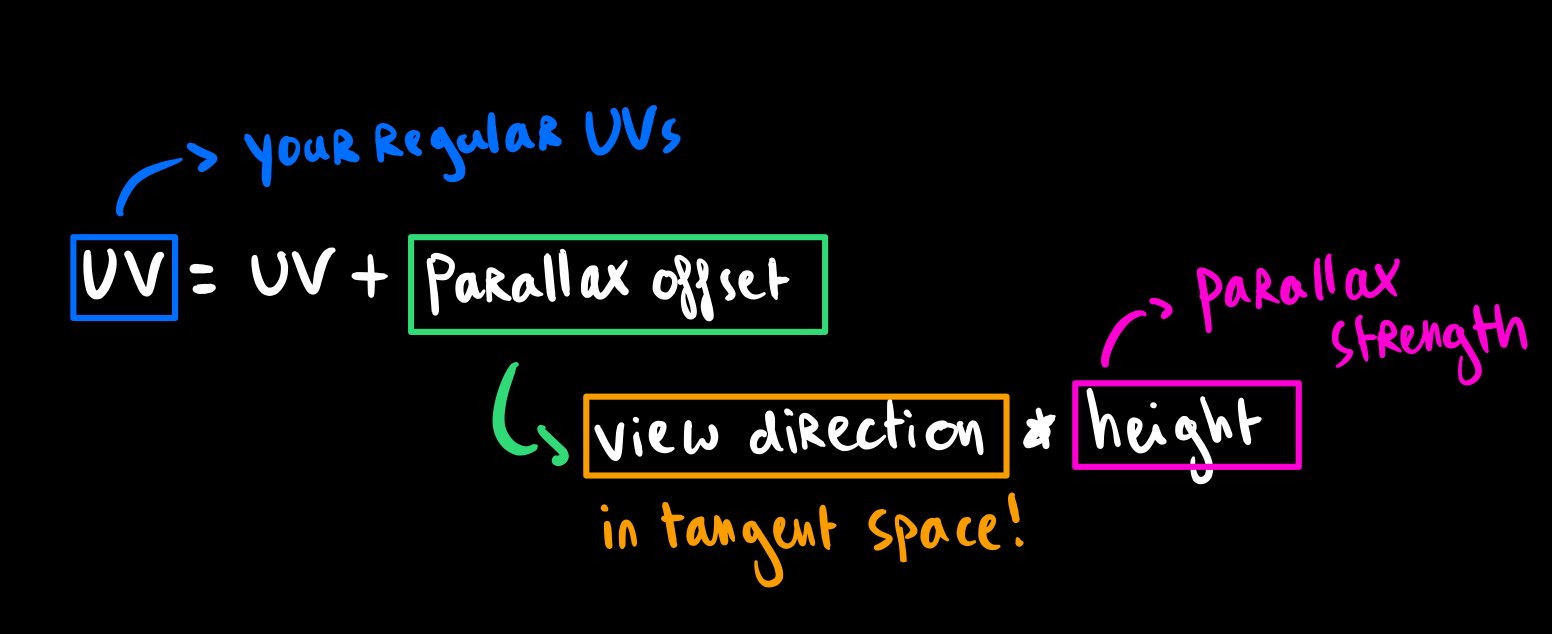 your regular UVs
UV = UV + parallax offset
parallax
strength
view direction * height
in tangent space!